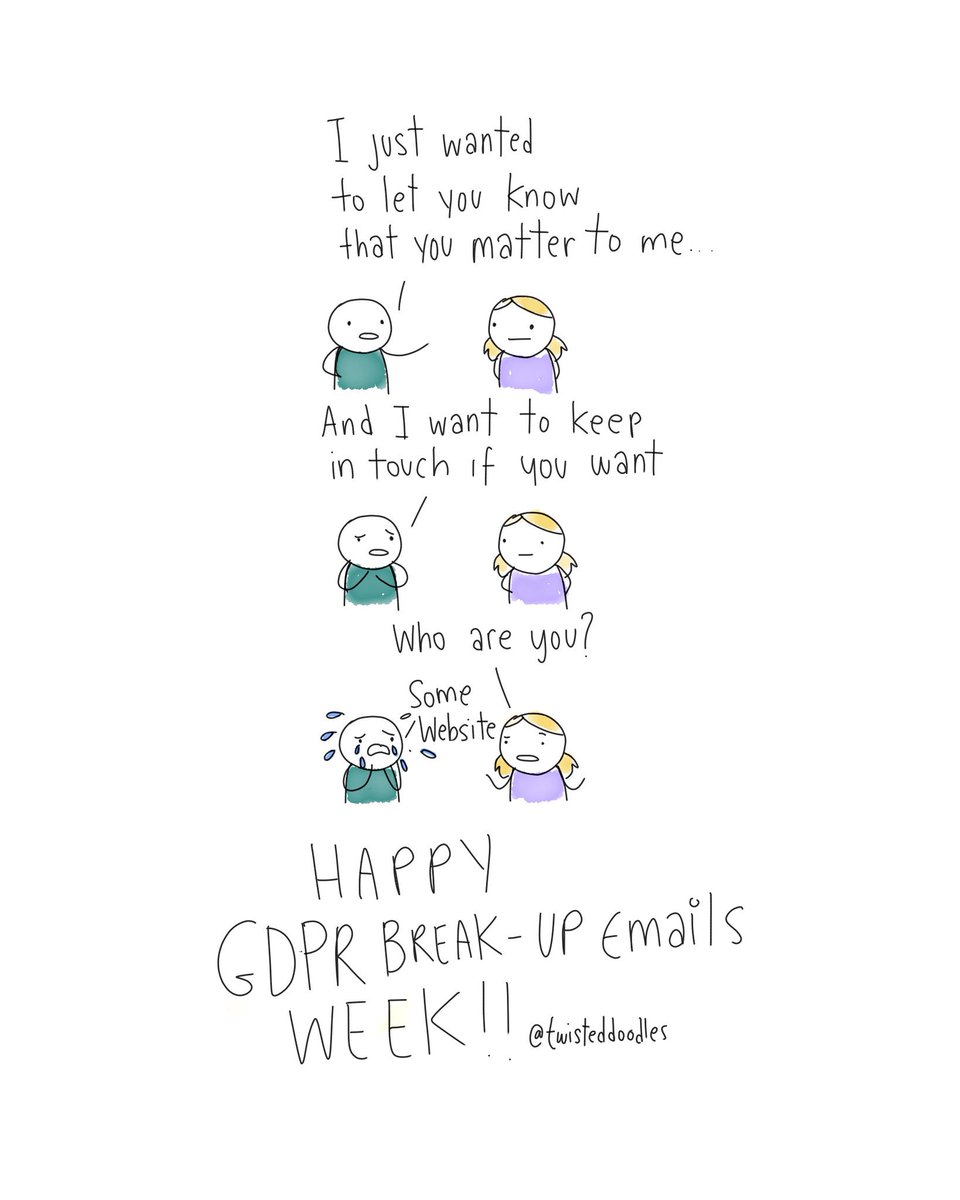 I just wanted
to let you know
that you matter to me...
And I want to keep
in touch if you want
Who are you?
Some
Website
HAPPY
GDPR BREAK-UP Emails
WEEK!!
@twisteddoodles